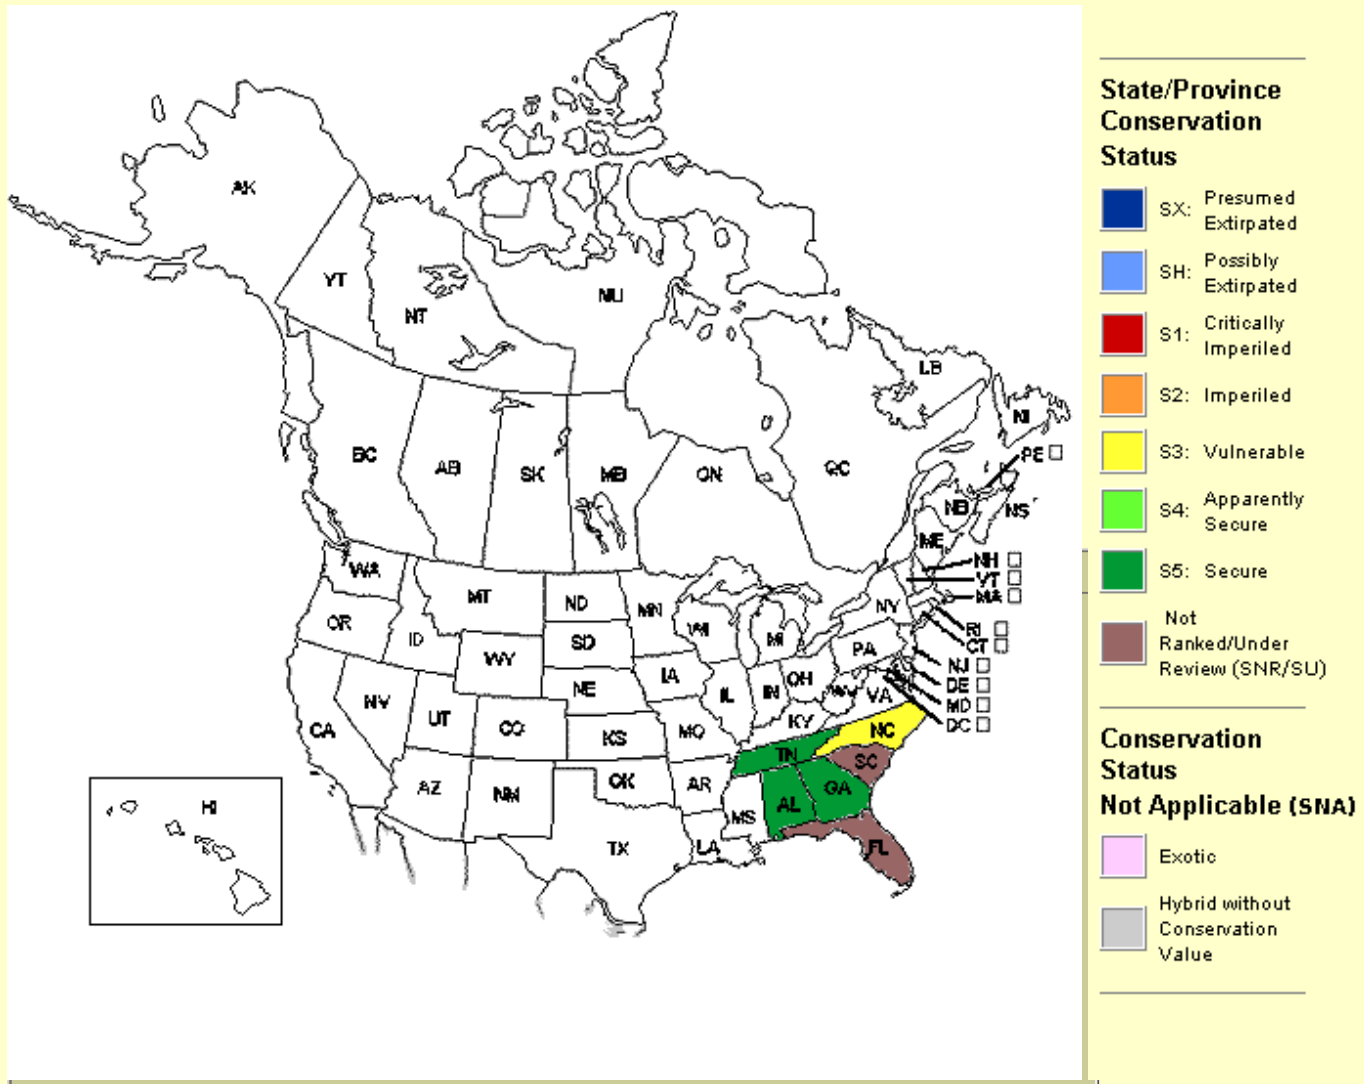 AK
YT
NT
NU
LB
NI
PE
BC
AB
SK
MB
ON
QC
NB
NS
ME
NH
VT
MA
WA
MT
ND
MN
NY
OR
ID
SD
WI
MI
RI
CT
WY
PA
NJ
IA
OH
DE
NE
IL
IN
WV
VA
MD
DC
NV
UT
CO
KS
MO
KY
NC
CA
TN
SC
AZ
NM
OK
AR
GA
HI
AL
MS
TX
LA
FL
State/Province
Conservation
Status
SX: Presumed
Extirpated
SH: Possibly
Extirpated
S1: Critically
Imperiled
S2: Imperiled
S3: Vulnerable
S4: Apparently
Secure
S5: Secure
Not
Ranked/Under
Review (SNR/SU)
Conservation
Status
Not Applicable (SNA)
Exotic
Hybrid without
Conservation
Value